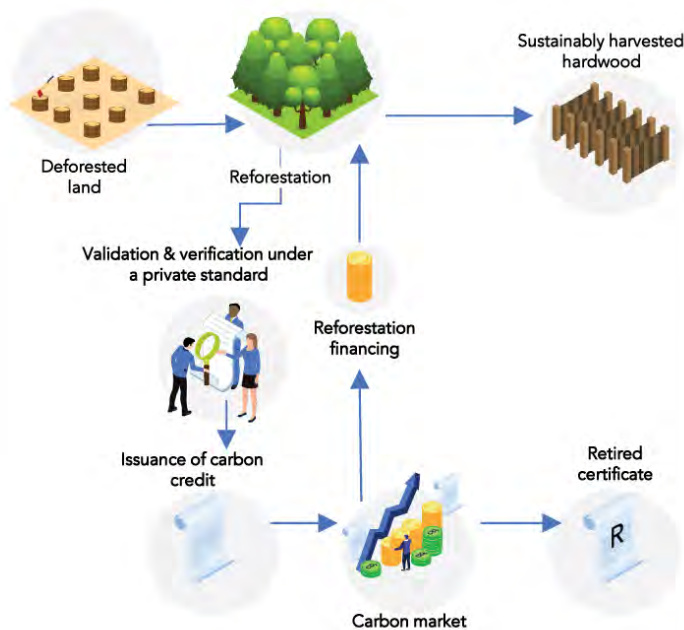 Sustainably harvested
hardwood
Deforested
land
Reforestation
Validation & verification under
a private standard
Reforestation
financing
Issuance of carbon
credit
Retired
certificate
R
Carbon market